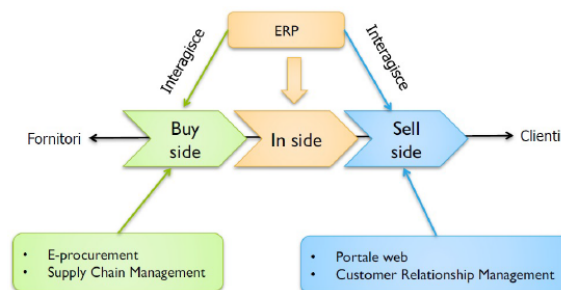 ERP
Interagisce
Interagisce
Fornitori
Buy
side
In side
Sell
side
Clienti
• E-procurement
• Supply Chain Management
• Portale web
• Customer Relationship Management